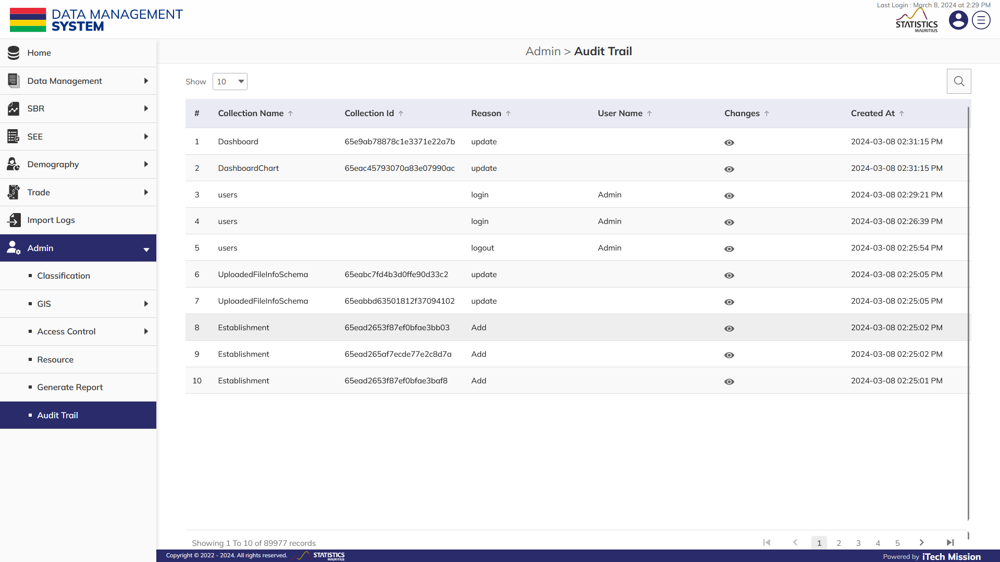 Last Login : March 8, 2024 at 2:29 PM
DATA MANAGEMENT
SYSTEM
STATISTICS
MAURITIUS
Admin > Audit Trail
Home
Data Management
SBR
SEE
Demography
Trade
Import Logs
Admin
Classification
GIS
Access Control
Resource
Generate Report
Audit Trail
Show 10
# Collection Name ↑ Collection Id ↑ Reason ↑ User Name ↑ Changes ↑ Created At ↑
1 Dashboard 65e9ab78878c1e3371e22a7b update 2024-03-08 02:31:15 PM
2 DashboardChart 65eac45793070a83e07990ac update 2024-03-08 02:31:15 PM
3 users login Admin 2024-03-08 02:29:21 PM
4 users login Admin 2024-03-08 02:26:39 PM
5 users logout Admin 2024-03-08 02:25:54 PM
6 UploadedFileInfoSchema 65eabc7fd4b3d0ffe90d33c2 update 2024-03-08 02:25:05 PM
7 UploadedFileInfoSchema 65eabbd63501812f37094102 update 2024-03-08 02:25:05 PM
8 Establishment 65ead2653f87ef0bfae3bb03 Add 2024-03-08 02:25:02 PM
9 Establishment 65ead265af7ecde77e2c8d7a Add 2024-03-08 02:25:02 PM
10 Establishment 65ead2653f87ef0bfae3baf8 Add 2024-03-08 02:25:01 PM
Showing 1 To 10 of 89977 records
1 2 3 4 5
Copyright © 2022 - 2024. All rights reserved.
STATISTICS
MAURITIUS
Powered by iTech Mission